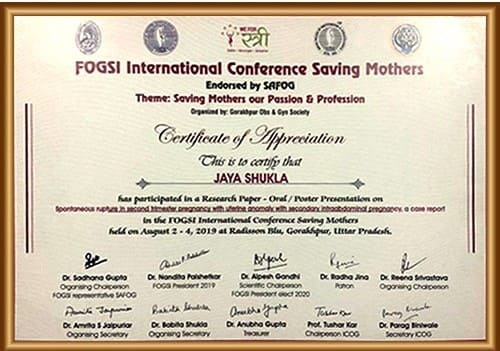 WE FOR
स्त्री
FOGSI International Conference Saving Mothers
Endorsed by SAFOG
Theme: Saving Mothers our Passion & Profession
Organized by: Gorakhpur Obs & Gyn Society
Certificate of Appreciation
This is to certify that
JAYA SHUKLA
has participated in a Research Paper - Oral / Poster Presentation on
Spontaneous rupture in second trimester pregnancy with uterine anomaly with secondary intraabdominal pregnancy, a case report
in the FOGSI International Conference Saving Mothers
held on August 2 - 4, 2019 at Radisson Blu, Gorakhpur, Uttar Pradesh.
Dr. Sadhana Gupta Dr. Nandita Palshetkar Dr. Alpesh Gandhi Dr. Radha Jina Dr. Reena Srivastava
Organising Chairperson FOGSI President 2019 Scientific Chairperson Patron Organising Chairperson
FOGSI representative SAFOG FOGSI President elect 2020
Dr. Amrita S Jaipuriar Dr. Babita Shukla Dr. Anubha Gupta Prof. Tushar Kar Dr. Parag Biniwale
Organising Secretary Organising Secretary Treasurer Chairperson ICOG Secretary ICOG